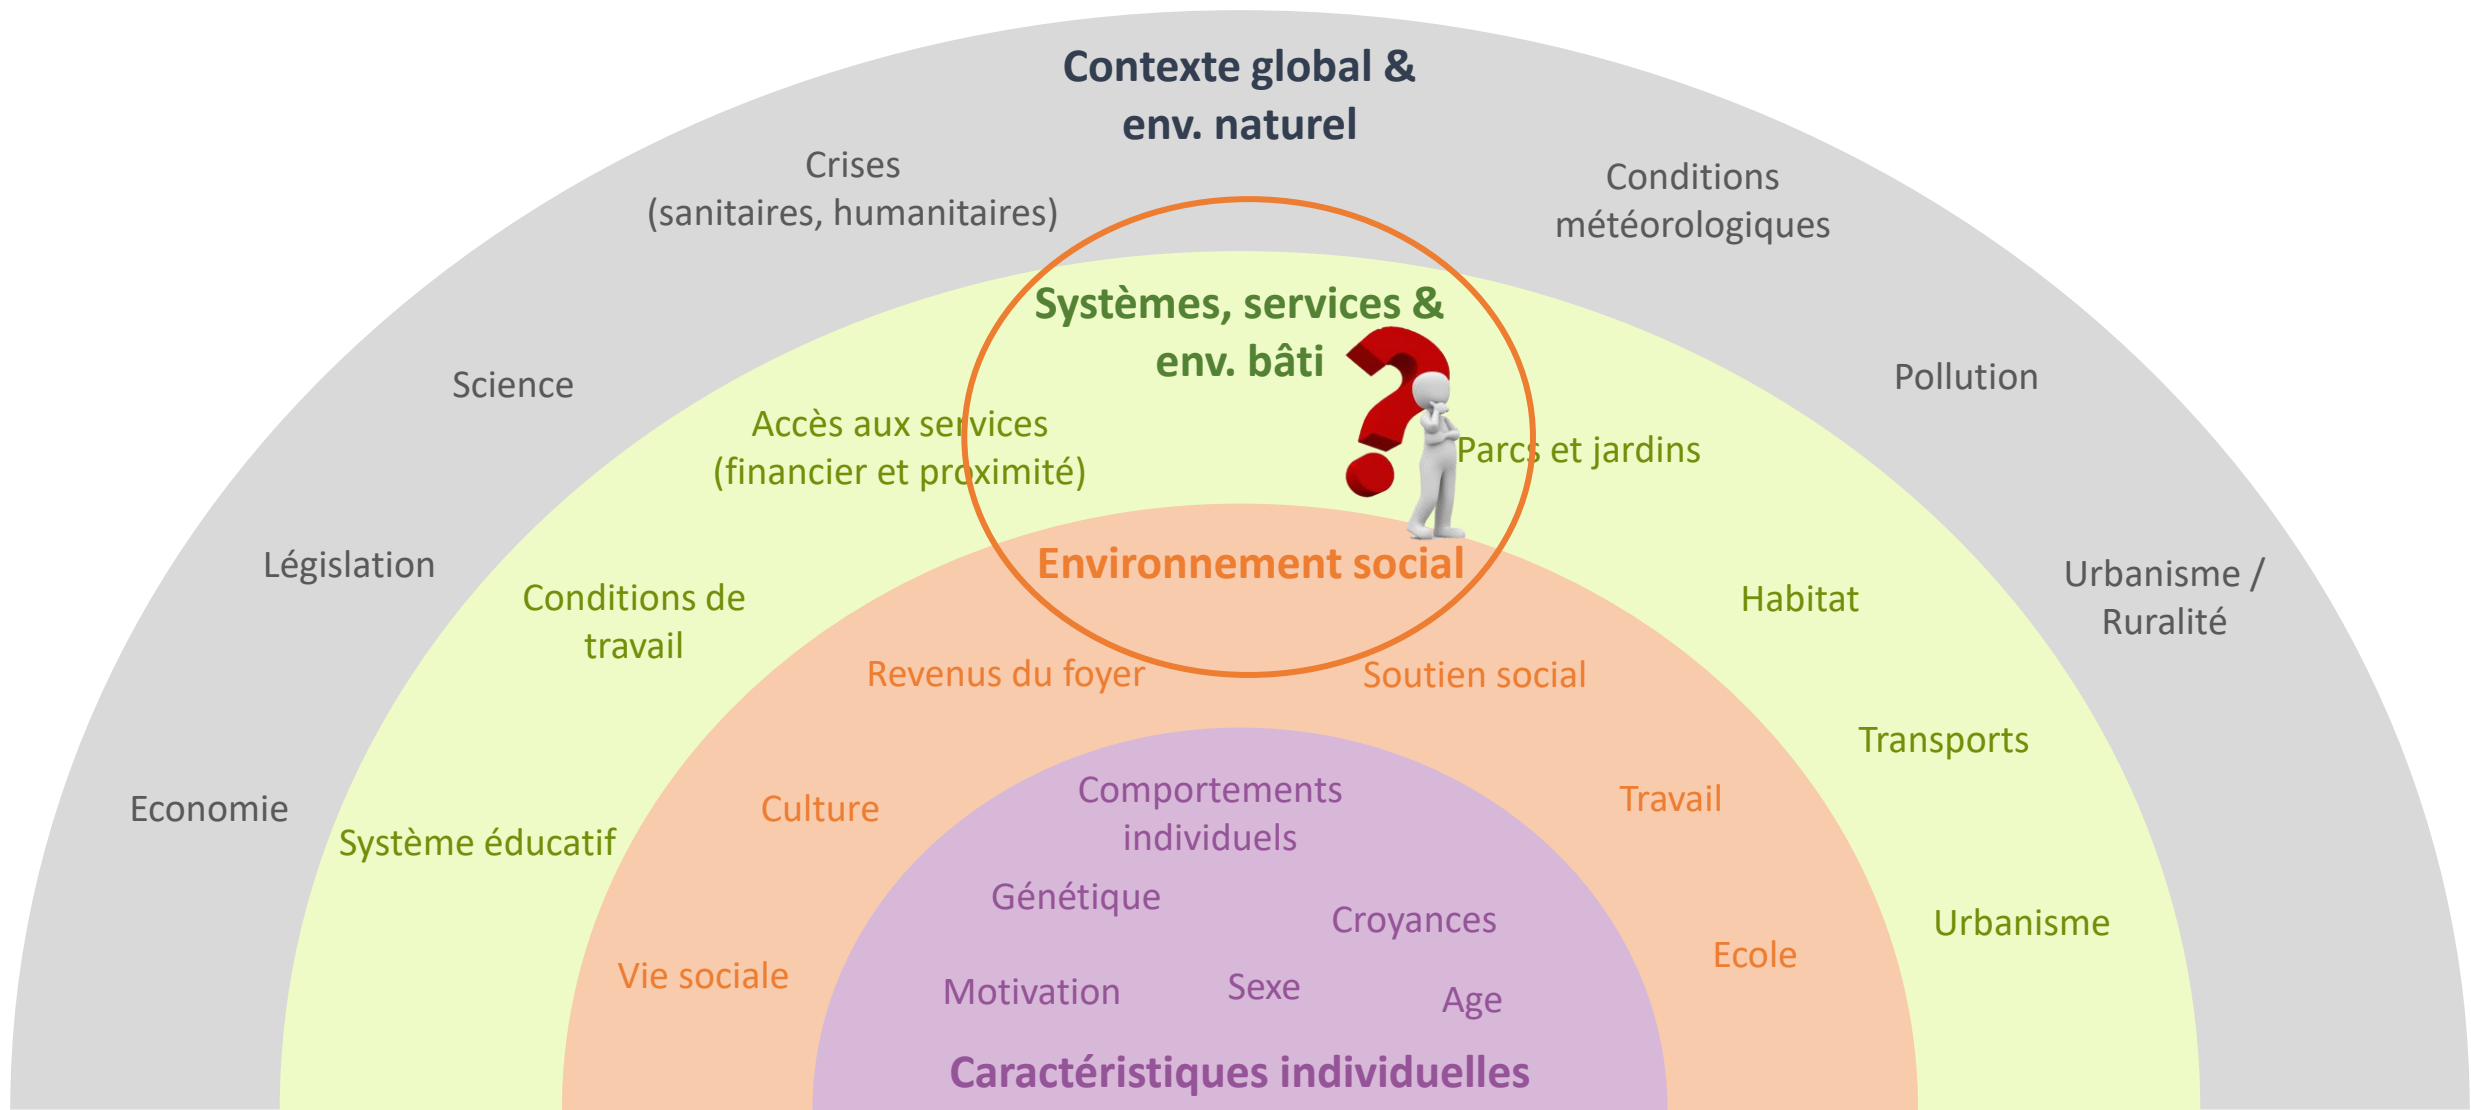 Contexte global &
env. naturel
Crises
(sanitaires, humanitaires)
Conditions
météorologiques
Science
Pollution
Législation
Urbanisme /
Ruralité
Economie
Systèmes, services &
env. bâti
Accès aux services
(financier et proximité)
Parcs et jardins
Conditions de
travail
Habitat
Transports
Système éducatif
Urbanisme
Environnement social
Revenus du foyer
Soutien social
Culture
Travail
Vie sociale
Ecole
Comportements
individuels
Génétique
Croyances
Motivation
Sexe
Age
Caractéristiques individuelles